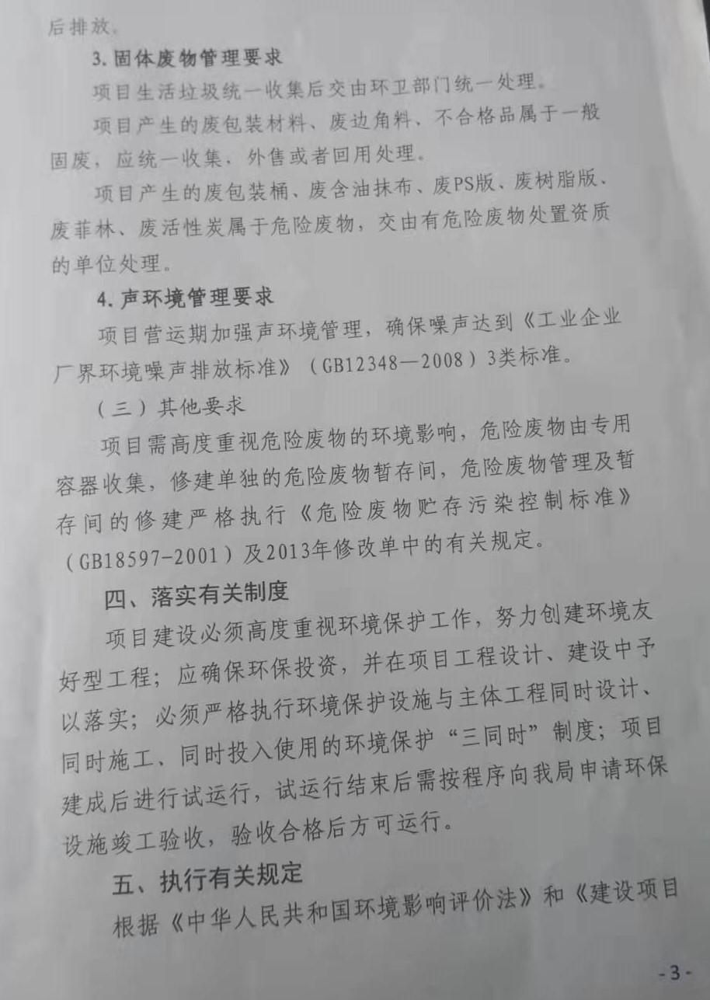 后排放。
3.固体废物管理要求
项目生活垃圾统一收集后交由环卫部门统一处理。
项目产生的废包装材料、废边角料、不合格品属于一般
固废，应统一收集，外售或者回用处理。
项目产生的废包装桶、废含油抹布、废PS版、废树脂版、
废菲林、废活性炭属于危险废物，交由有危险废物处置资质
的单位处理。
4.声环境管理要求
项目营运期加强声环境管理，确保噪声达到《工业企业
厂界环境噪声排放标准》（GB12348—2008）3类标准。
（三）其他要求
项目需高度重视危险废物的环境影响，危险废物由专用
容器收集，修建单独的危险废物暂存间，危险废物管理及暂
存间的修建严格执行《危险废物贮存污染控制标准》
（GB18597-2001）及2013年修改单中的有关规定。
四、落实有关制度
项目建设必须高度重视环境保护工作，努力创建环境友
好型工程；应确保环保投资，并在项目工程设计、建设中予
以落实；必须严格执行环境保护设施与主体工程同时设计、
同时施工、同时投入使用的环境保护“三同时”制度；项目
建成后进行试运行，试运行结束后需按程序向我局申请环保
设施竣工验收，验收合格后方可运行。
五、执行有关规定
根据《中华人民共和国环境影响评价法》和《建设项目
-3-